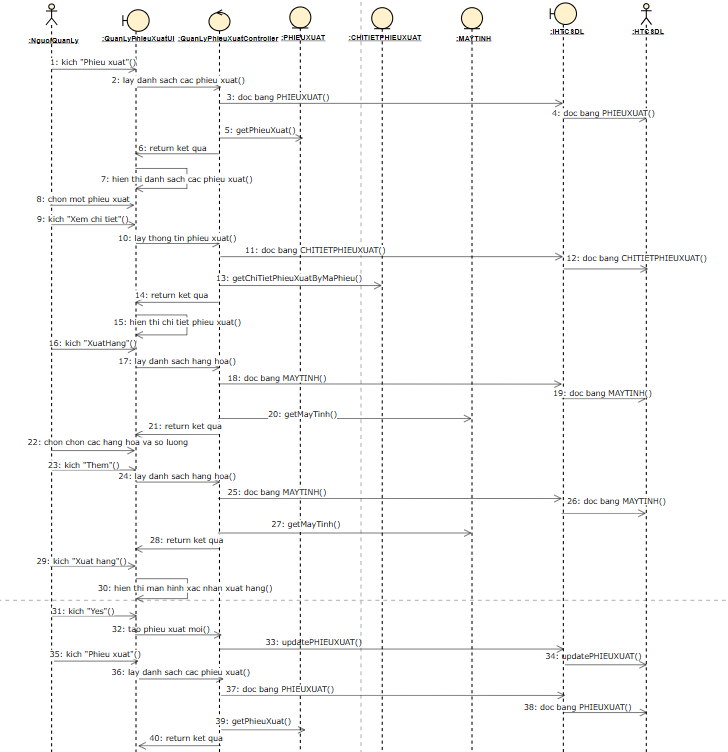 :NguoiQuanLy
:QuanLyPhieuXuatUI
:QuanLyPhieuXuatController
:PHIEUXUAT
:CHITIETPHIEUXUAT
:MAYTINH
:IHTCSDL
:HTCSDL
1: kich "Phieu xuat"()
2: lay danh sach cac phieu xuat()
3: doc bang PHIEUXUAT()
4: doc bang PHIEUXUAT()
5: getPhieuXuat()
6: return ket qua
7: hien thi danh sach cac phieu xuat()
8: chon mot phieu xuat
9: kich "Xem chi tiet"()
10: lay thong tin phieu xuat()
11: doc bang CHITIETPHIEUXUAT()
12: doc bang CHITIETPHIEUXUAT()
13: getChiTietPhieuXuatByMaPhieu()
14: return ket qua
15: hien thi chi tiet phieu xuat()
16: kich "XuatHang"()
17: lay danh sach hang hoa()
18: doc bang MAYTINH()
19: doc bang MAYTINH()
20: getMayTinh()
21: return ket qua
22: chon chon cac hang hoa va so luong
23: kich "Them"()
24: lay danh sach hang hoa()
25: doc bang MAYTINH()
26: doc bang MAYTINH()
27: getMayTinh()
28: return ket qua
29: kich "Xuat hang"()
30: hien thi man hinh xac nhan xuat hang()
31: kich "Yes"()
32: tao phieu xuat moi()
33: updatePHIEUXUAT()
34: updatePHIEUXUAT()
35: kich "Phieu xuat"()
36: lay danh sach cac phieu xuat()
37: doc bang PHIEUXUAT()
38: doc bang PHIEUXUAT()
39: getPhieuXuat()
40: return ket qua